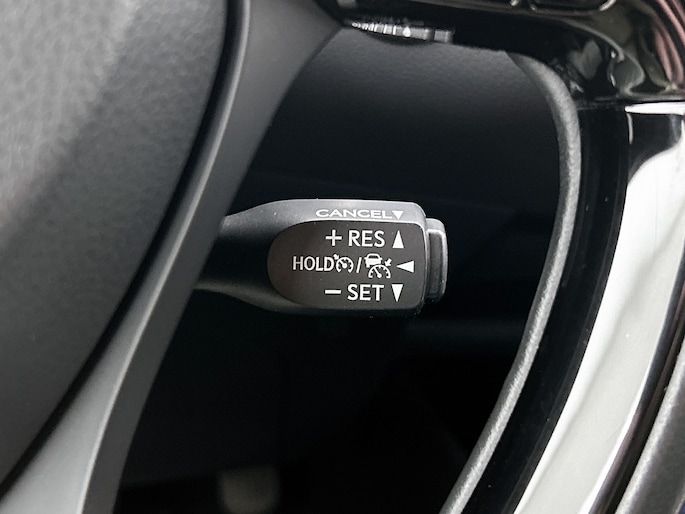 CANCEL▼
+ RES ▲
HOLD / ◀
− SET ▼